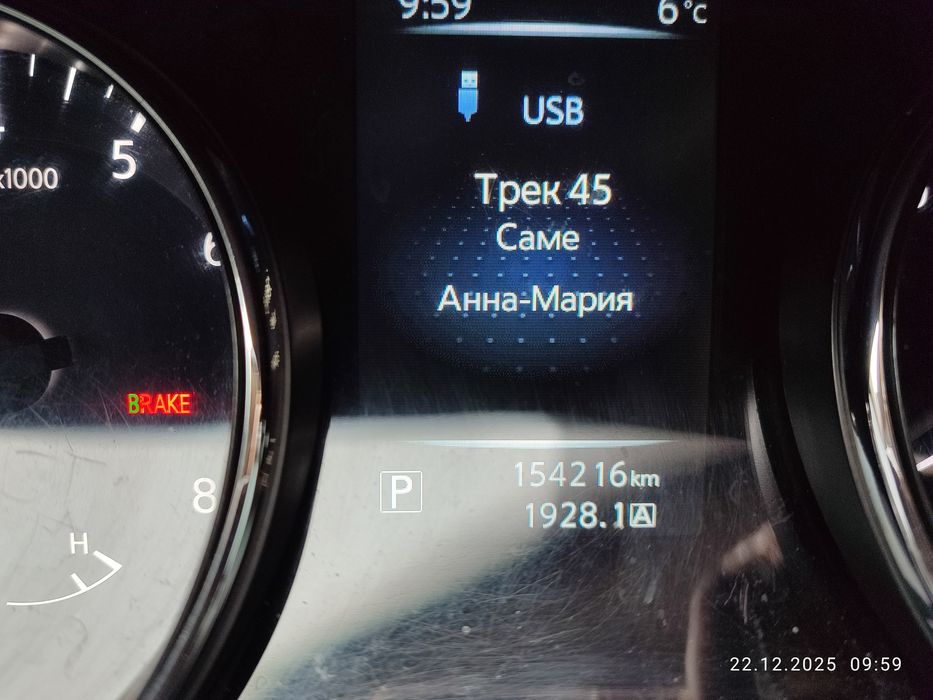 9:59 6°C
USB
Трек 45
Саме
Анна-Мария
5
x1000
6
BRAKE
8
H
P
154216km
1928.1 A
22.12.2025 09:59